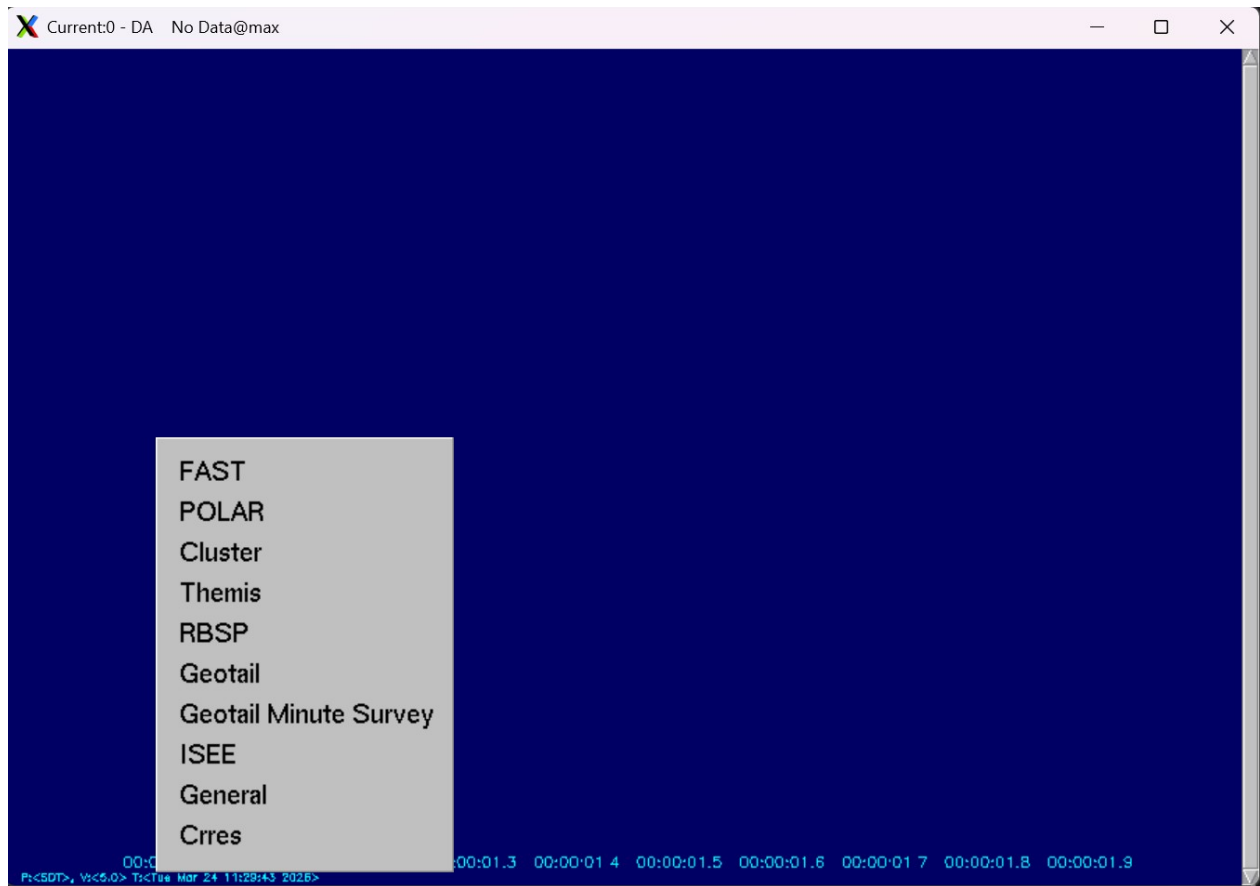 Current:0 - DA No Data@max
FAST
POLAR
Cluster
Themis
RBSP
Geotail
Geotail Minute Survey
ISEE
General
Crres
00:0 :00:01.3 00:00:01.4 00:00:01.5 00:00:01.6 00:00:01.7 00:00:01.8 00:00:01.9
P:<SDT>, V:<5.0> T:<Tue Mar 24 11:29:43 2026>